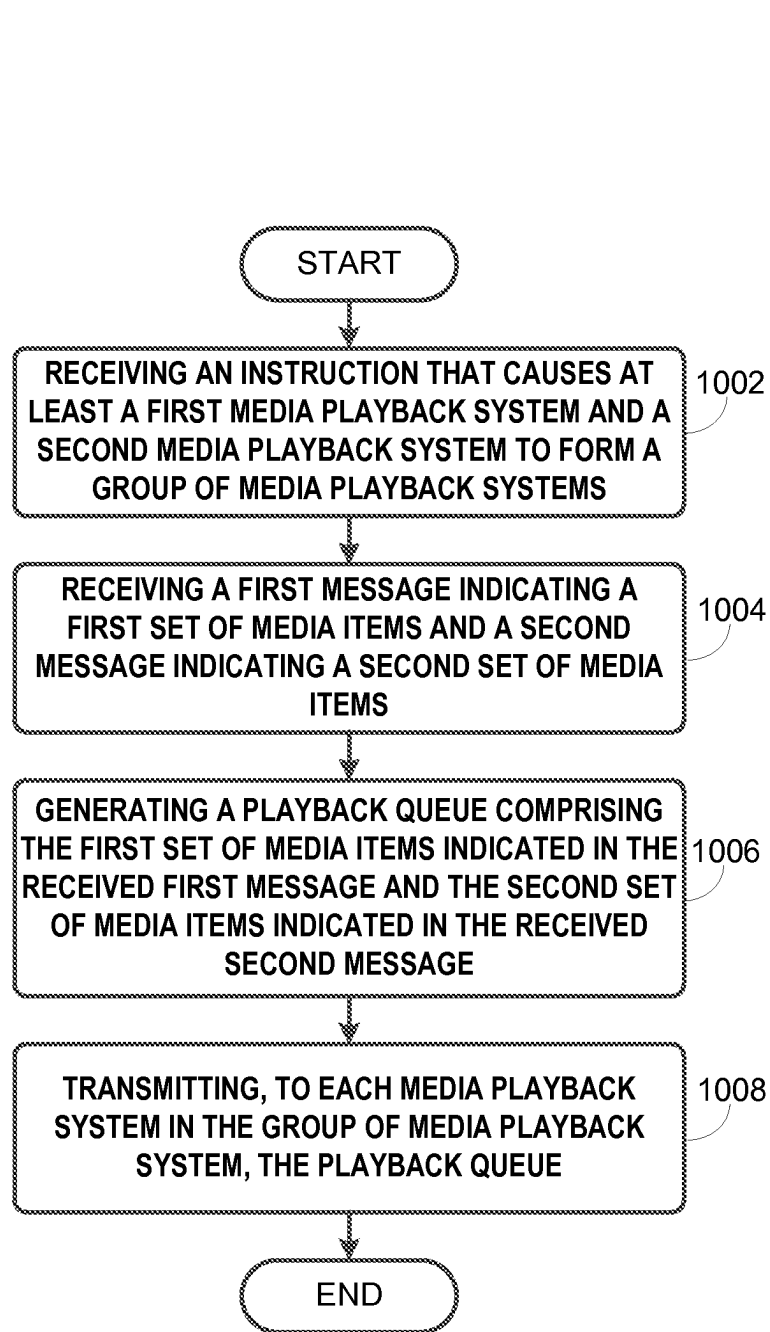 START
RECEIVING AN INSTRUCTION THAT CAUSES AT
LEAST A FIRST MEDIA PLAYBACK SYSTEM AND A
SECOND MEDIA PLAYBACK SYSTEM TO FORM A
GROUP OF MEDIA PLAYBACK SYSTEMS
1002
RECEIVING A FIRST MESSAGE INDICATING A
FIRST SET OF MEDIA ITEMS AND A SECOND
MESSAGE INDICATING A SECOND SET OF MEDIA
ITEMS
1004
GENERATING A PLAYBACK QUEUE COMPRISING
THE FIRST SET OF MEDIA ITEMS INDICATED IN THE
RECEIVED FIRST MESSAGE AND THE SECOND SET
OF MEDIA ITEMS INDICATED IN THE RECEIVED
SECOND MESSAGE
1006
TRANSMITTING, TO EACH MEDIA PLAYBACK
SYSTEM IN THE GROUP OF MEDIA PLAYBACK
SYSTEM, THE PLAYBACK QUEUE
1008
END